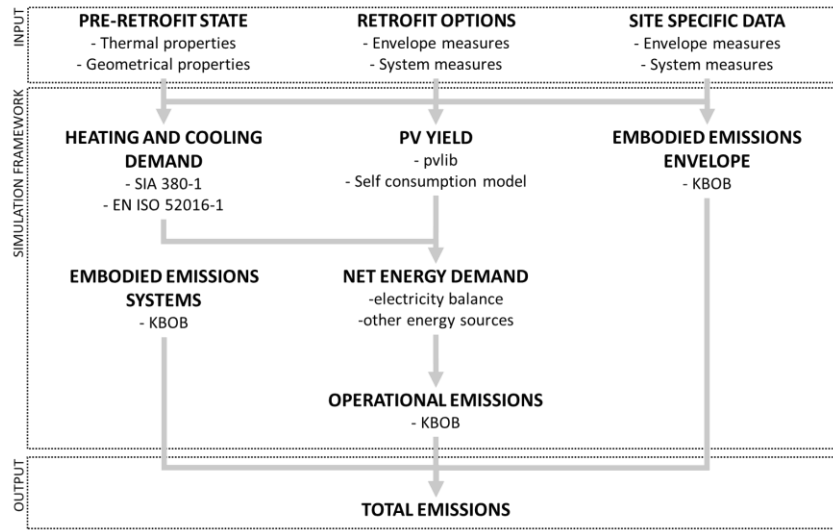 INPUT
PRE-RETROFIT STATE
- Thermal properties
- Geometrical properties
RETROFIT OPTIONS
- Envelope measures
- System measures
SITE SPECIFIC DATA
- Envelope measures
- System measures
SIMULATION FRAMEWORK
HEATING AND COOLING
DEMAND
- SIA 380-1
- EN ISO 52016-1
PV YIELD
- pvlib
- Self consumption model
EMBODIED EMISSIONS
ENVELOPE
- KBOB
EMBODIED EMISSIONS
SYSTEMS
- KBOB
NET ENERGY DEMAND
-electricity balance
-other energy sources
OPERATIONAL EMISSIONS
- KBOB
OUTPUT
TOTAL EMISSIONS